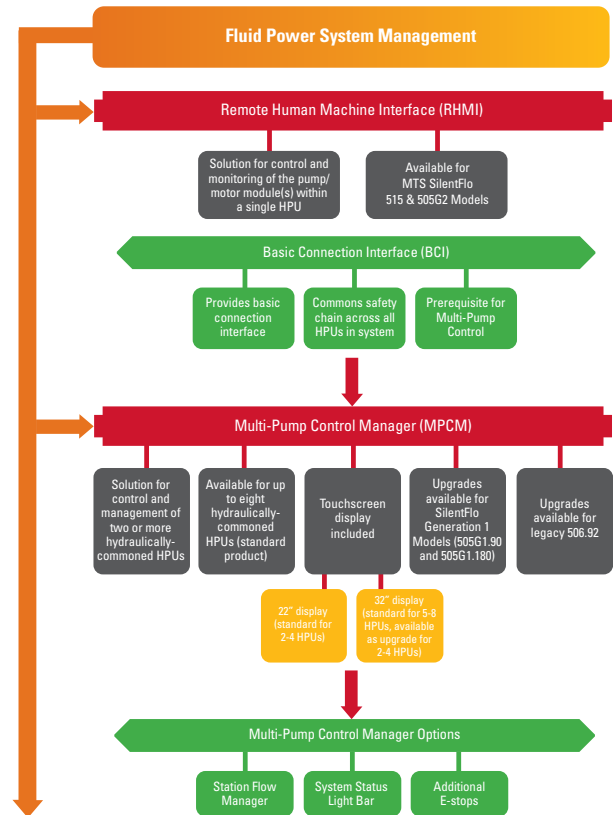 Fluid Power System Management
Remote Human Machine Interface (RHMI)
Solution for control and
monitoring of the pump/
motor module(s) within
a single HPU
Available for
MTS SilentFlo
515 & 505G2 Models
Basic Connection Interface (BCI)
Provides basic
connection
interface
Commons safety
chain across all
HPUs in system
Prerequisite for
Multi-Pump
Control
Multi-Pump Control Manager (MPCM)
Solution for
control and
management of
two or more
hydraulically-
commoned HPUs
Available for up
to eight
hydraulically-
commoned
HPUs (standard
product)
Touchscreen
display
included
Upgrades
available for
SilentFlo
Generation 1
Models (505G1.90
and 505G1.180)
Upgrades
available for
legacy 506.92
22” display
(standard for
2-4 HPUs)
32” display
(standard for 5-8
HPUs, available
as upgrade for
2-4 HPUs)
Multi-Pump Control Manager Options
Station Flow
Manager
System Status
Light Bar
Additional
E-stops